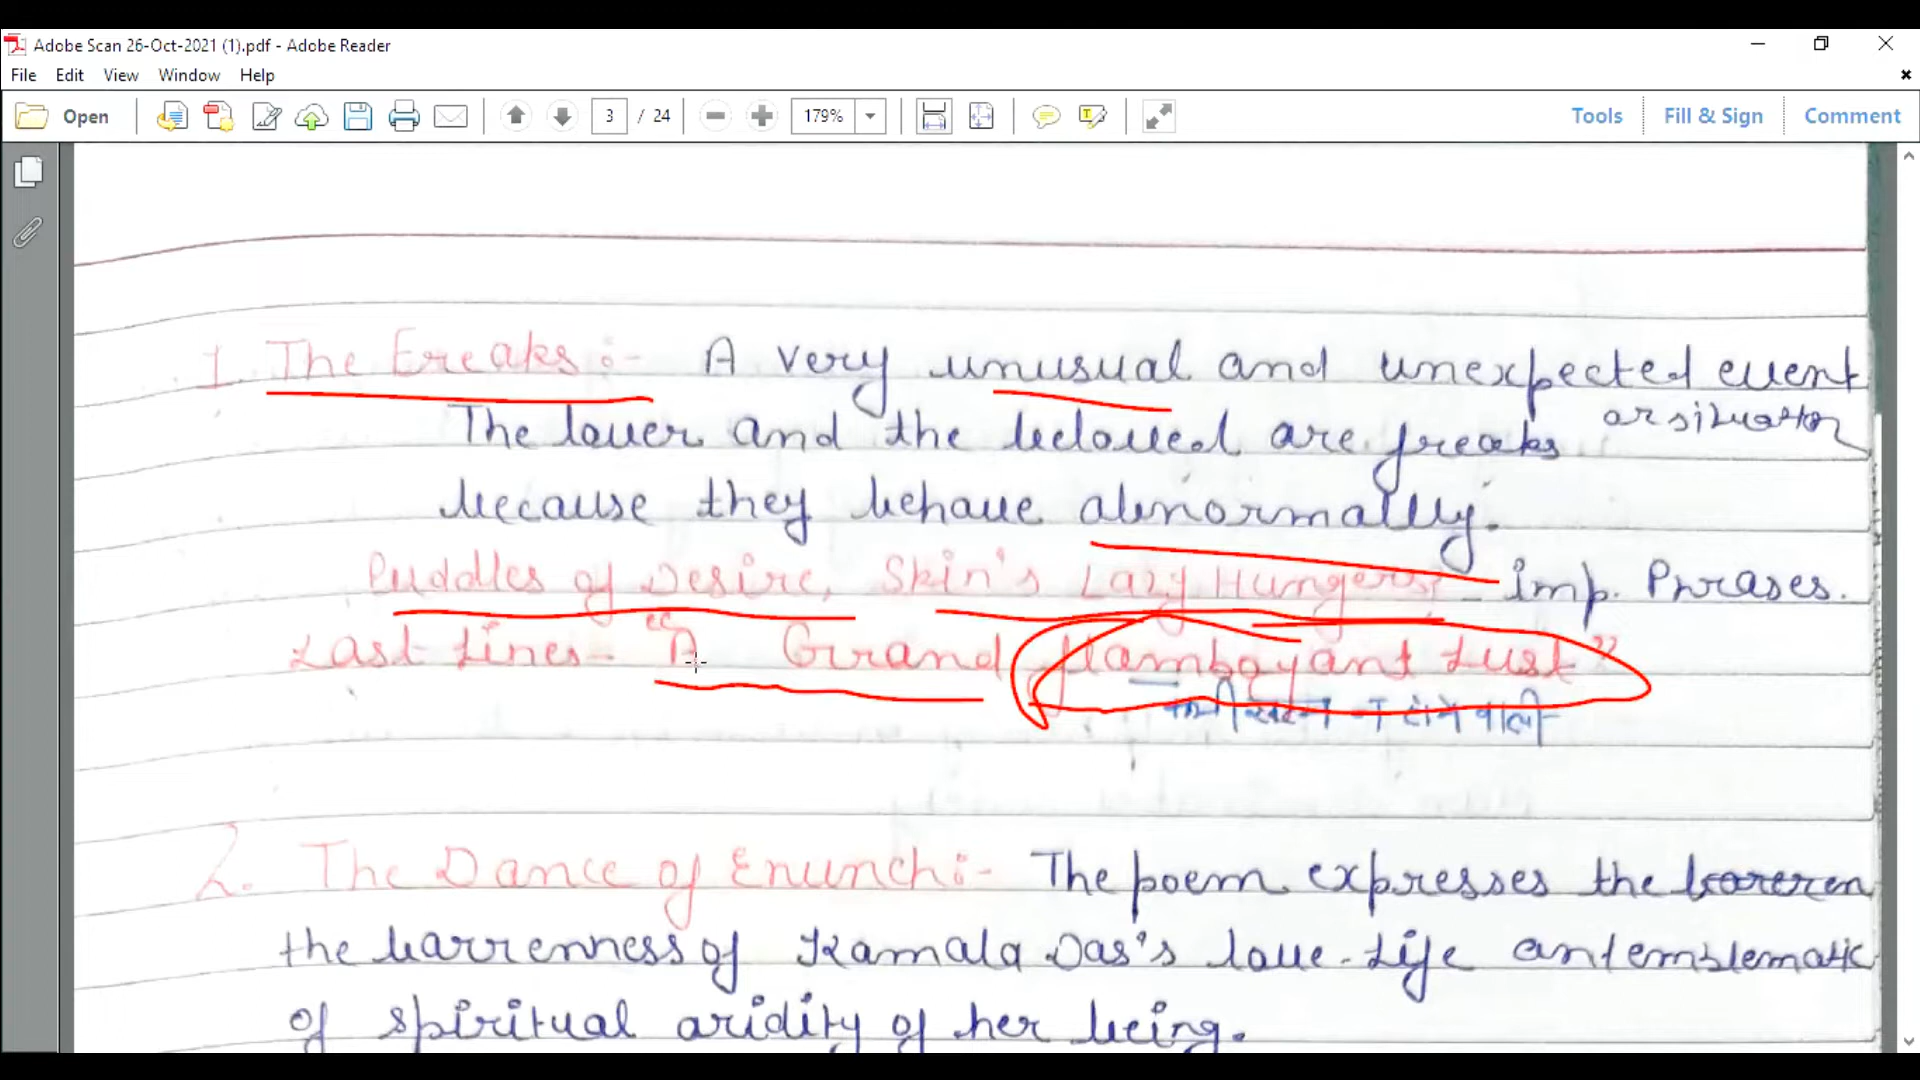 Adobe Scan 26-Oct-2021 (1).pdf - Adobe Reader
File Edit View Window Help
Open 3 / 24 179% Tools Fill & Sign Comment
1. The Freaks :- A very unusual and unexpected event
or situation
The lover and the beloved are freaks
because they behave abnormally.
Puddles of Desire, Skin's Lazy Hungers, - imp. Phrases.
Last Lines - "A Grand flamboyant Lust"
कभी खत्म न होने वाली
2. The Dance of Enunch :- The poem expresses the
the barrenness of Kamala Das's love-life and emblematic
of spiritual aridity of her being.